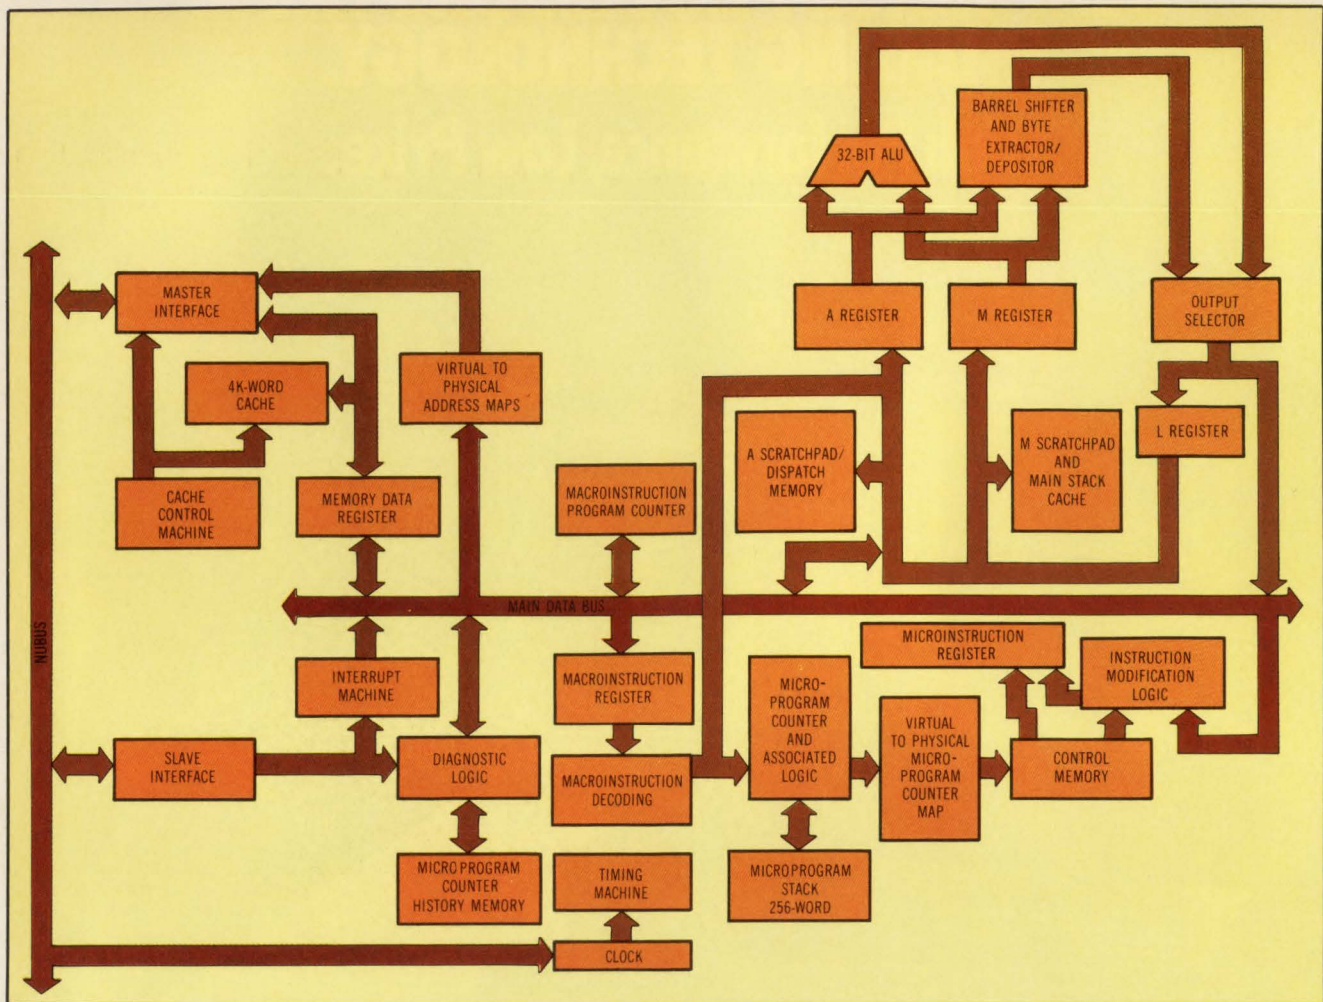 32-BIT ALU
BARREL SHIFTER
AND BYTE
EXTRACTOR/
DEPOSITOR
MASTER
INTERFACE
A REGISTER
M REGISTER
OUTPUT
SELECTOR
4K-WORD
CACHE
VIRTUAL TO
PHYSICAL
ADDRESS MAPS
L REGISTER
CACHE
CONTROL
MACHINE
MEMORY DATA
REGISTER
MACROINSTRUCTION
PROGRAM COUNTER
A SCRATCHPAD/
DISPATCH
MEMORY
M SCRATCHPAD
AND
MAIN STACK
CACHE
NUBUS
MAIN DATA BUS
INTERRUPT
MACHINE
MACROINSTRUCTION
REGISTER
MICRO-
PROGRAM
COUNTER
AND
ASSOCIATED
LOGIC
MICROINSTRUCTION
REGISTER
INSTRUCTION
MODIFICATION
LOGIC
SLAVE
INTERFACE
DIAGNOSTIC
LOGIC
MACROINSTRUCTION
DECODING
VIRTUAL
TO PHYSICAL
MICRO-
PROGRAM
COUNTER
MAP
CONTROL
MEMORY
MICROPROGRAM
COUNTER
HISTORY MEMORY
TIMING
MACHINE
MICROPROGRAM
STACK
256-WORD
CLOCK